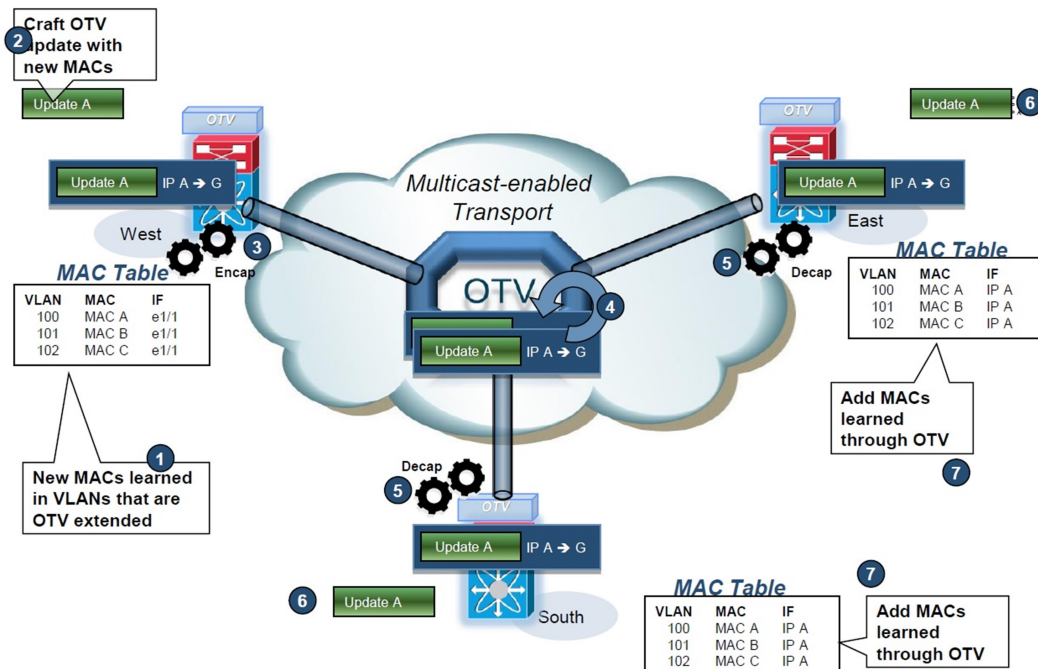 2
Craft OTV
update with
new MACs
Update A
OTV
Update A IP A ➔ G
West
3
Encap
MAC Table
VLAN MAC IF
100 MAC A e1/1
101 MAC B e1/1
102 MAC C e1/1
1
New MACs learned
in VLANs that are
OTV extended
Multicast-enabled
Transport
OTV
4
Update A IP A ➔ G
OTV
Update A
6
Update A IP A ➔ G
East
5
Decap
MAC Table
VLAN MAC IF
100 MAC A IP A
101 MAC B IP A
102 MAC C IP A
Add MACs
learned
through OTV
7
Decap
5
OTV
Update A IP A ➔ G
6
Update A
South
MAC Table
VLAN MAC IF
100 MAC A IP A
101 MAC B IP A
102 MAC C IP A
7
Add MACs
learned
through OTV